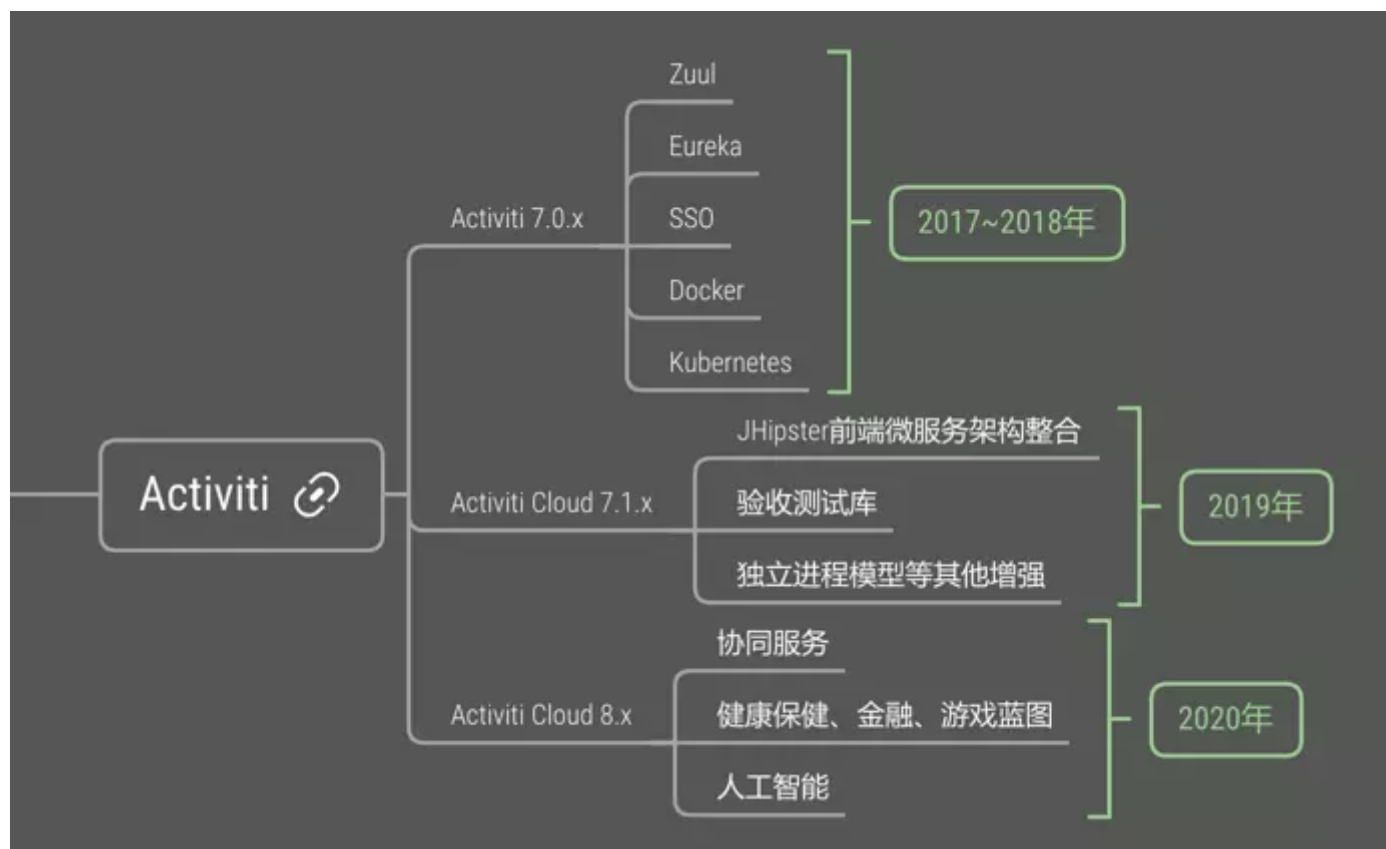 Zuul
Eureka
Activiti 7.0.x
SSO
2017~2018年
Docker
Kubernetes
JHipster前端微服务架构整合
Activiti
Activiti Cloud 7.1.x
验收测试库
2019年
独立进程模型等其他增强
协同服务
Activiti Cloud 8.x
健康保健、金融、游戏蓝图
2020年
人工智能